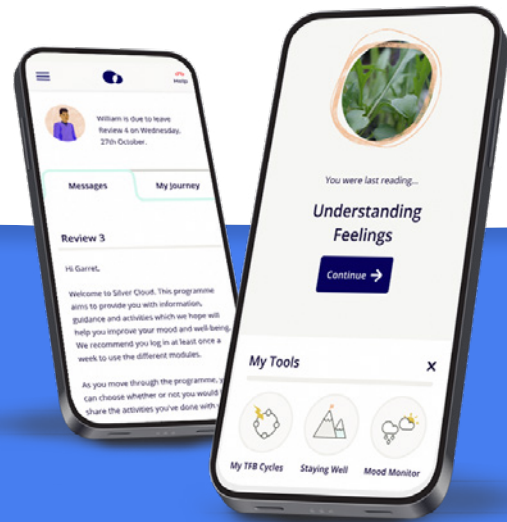 Help
William is due to leave
Review 4 on Wednesday,
27th October.
Messages
My Journey
Review 3
Hi Garret,
Welcome to Silver Cloud. This programme
aims to provide you with information,
guidance and activities which we hope will
help you improve your mood and well-being.
We recommend you log in at least once a
week to use the different modules.
As you move through the programme,
can choose whether or not you would
share the activities you've done with
You were last reading...
Understanding
Feelings
Continue →
My Tools
×
My TFB Cycles
Staying Well
Mood Monitor